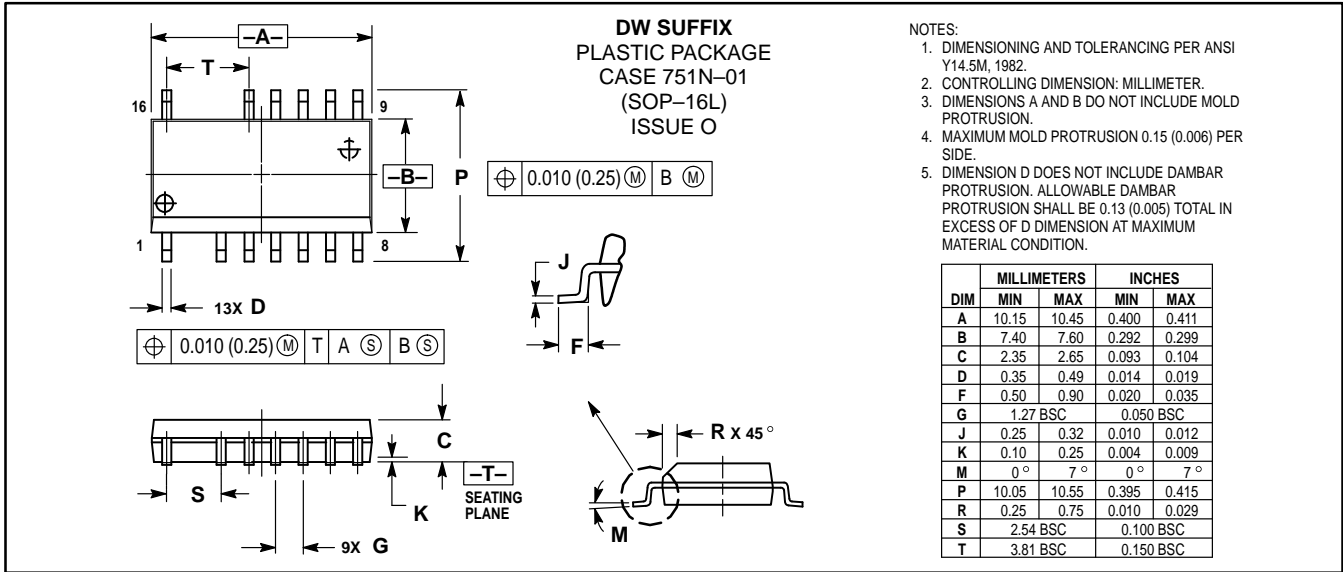 DW SUFFIX
PLASTIC PACKAGE
CASE 751N–01
(SOP–16L)
ISSUE O
–A–
T
16
9
–B–
P
1
8
13X D
⌖ 0.010 (0.25) Ⓜ B Ⓜ
⌖ 0.010 (0.25) Ⓜ T A Ⓢ B Ⓢ
J
F
C
S
K
–T–
SEATING
PLANE
9X G
R X 45°
M
NOTES:
1. DIMENSIONING AND TOLERANCING PER ANSI
Y14.5M, 1982.
2. CONTROLLING DIMENSION: MILLIMETER.
3. DIMENSIONS A AND B DO NOT INCLUDE MOLD
PROTRUSION.
4. MAXIMUM MOLD PROTRUSION 0.15 (0.006) PER
SIDE.
5. DIMENSION D DOES NOT INCLUDE DAMBAR
PROTRUSION. ALLOWABLE DAMBAR
PROTRUSION SHALL BE 0.13 (0.005) TOTAL IN
EXCESS OF D DIMENSION AT MAXIMUM
MATERIAL CONDITION.
MILLIMETERS INCHES
DIM MIN MAX MIN MAX
A 10.15 10.45 0.400 0.411
B 7.40 7.60 0.292 0.299
C 2.35 2.65 0.093 0.104
D 0.35 0.49 0.014 0.019
F 0.50 0.90 0.020 0.035
G 1.27 BSC 0.050 BSC
J 0.25 0.32 0.010 0.012
K 0.10 0.25 0.004 0.009
M 0° 7° 0° 7°
P 10.05 10.55 0.395 0.415
R 0.25 0.75 0.010 0.029
S 2.54 BSC 0.100 BSC
T 3.81 BSC 0.150 BSC